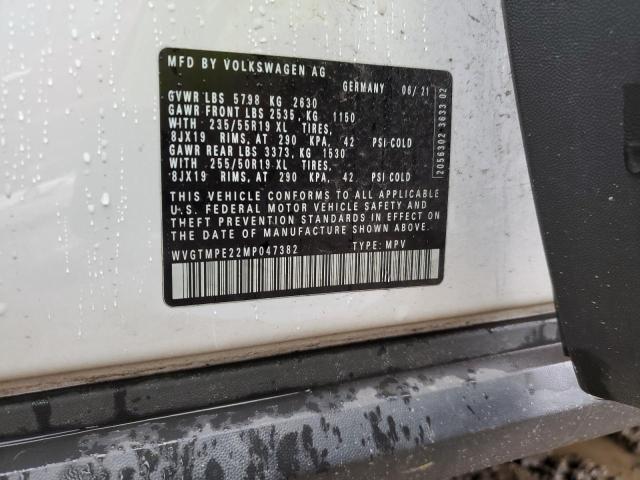 MFD BY VOLKSWAGEN AG
GERMANY 06/21
GVWR LBS 5798 KG 2630
GAWR FRONT LBS 2535, KG 1150
WITH 235/55R19 XL TIRES,
8JX19 RIMS, AT 290 KPA, 42 PSI-COLD
GAWR REAR LBS 3373, KG 1530
WITH 255/50R19 XL TIRES,
8JX19 RIMS, AT 290 KPA, 42 PSI COLD
THIS VEHICLE CONFORMS TO ALL APPLICABLE
U.S. FEDERAL MOTOR VEHICLE SAFETY AND
THEFT PREVENTION STANDARDS IN EFFECT ON
THE DATE OF MANUFACTURE SHOWN ABOVE.
WVGTMPE22MP047382 TYPE: MPV
2056302 3633 02